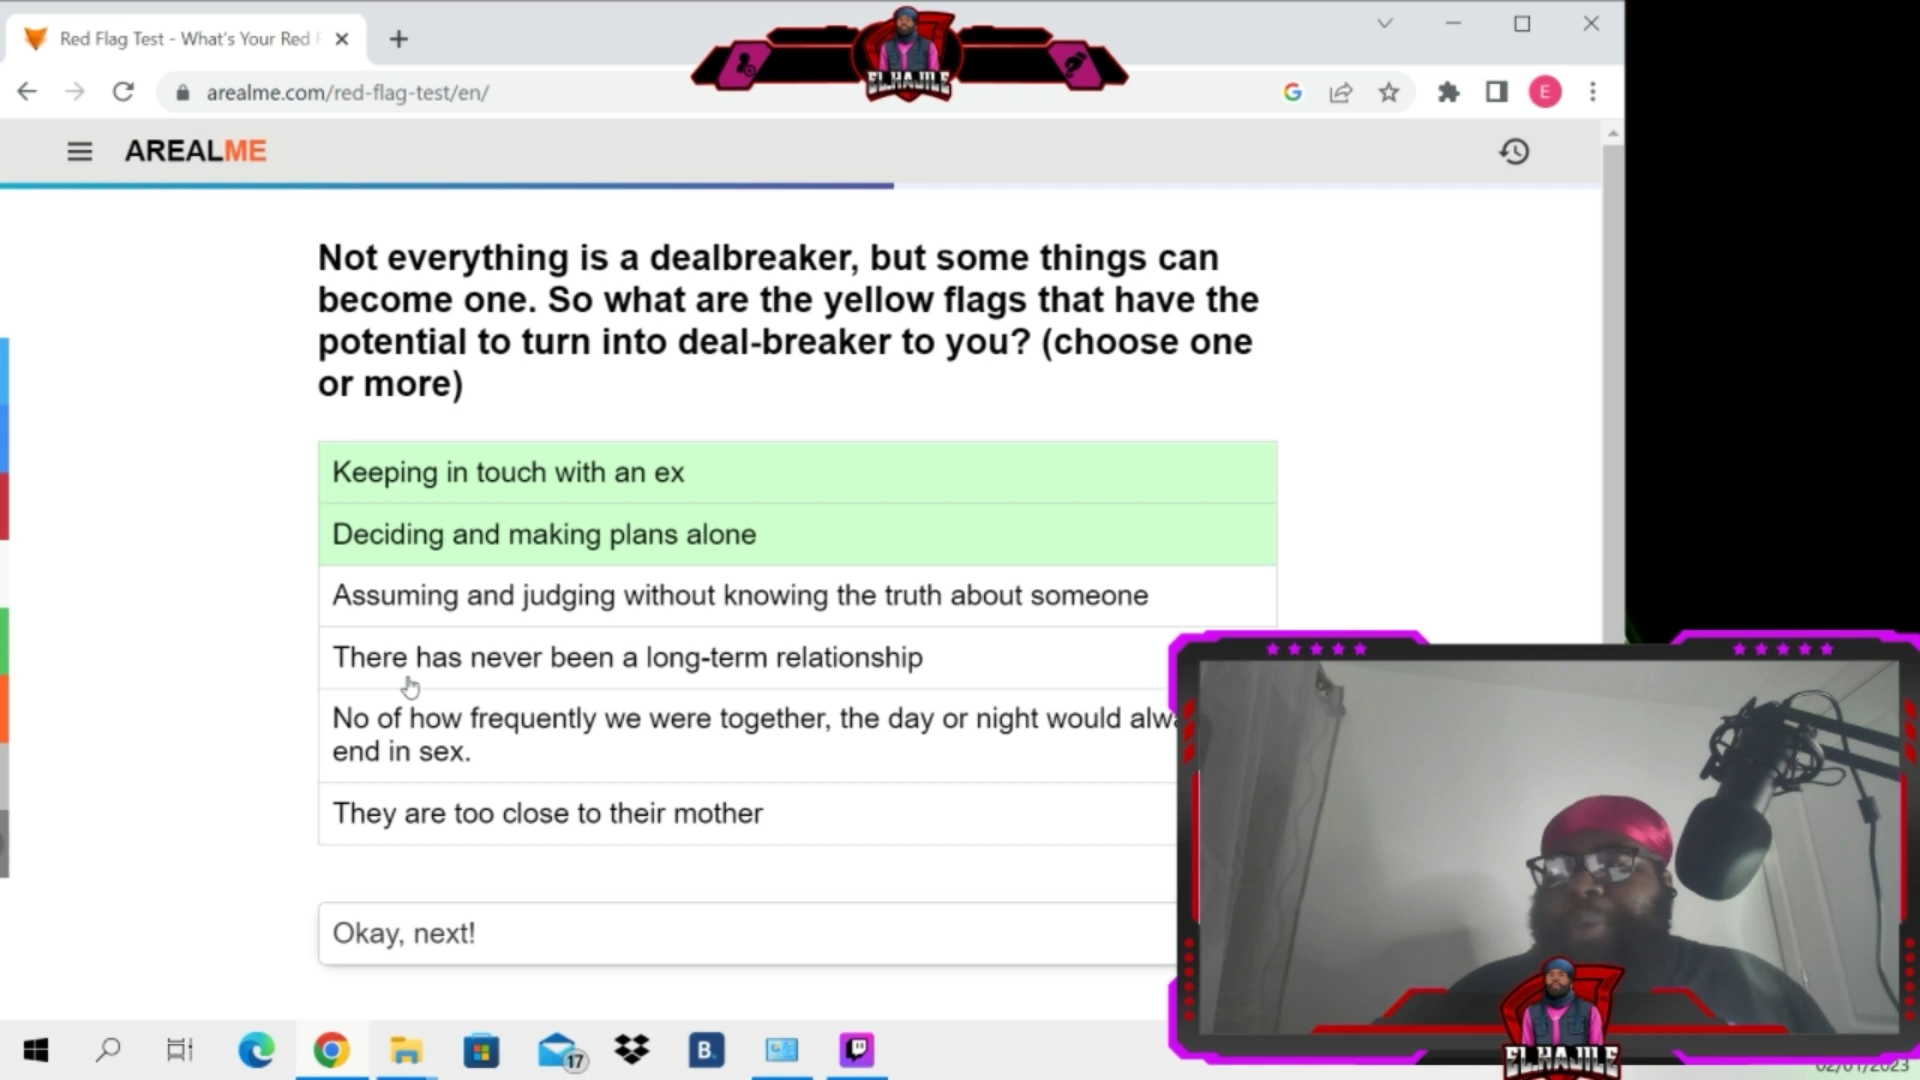 Red Flag Test - What's Your Red F
ELHAJILE
arealme.com/red-flag-test/en/
E
AREALME
Not everything is a dealbreaker, but some things can
become one. So what are the yellow flags that have the
potential to turn into deal-breaker to you? (choose one
or more)
Keeping in touch with an ex
Deciding and making plans alone
Assuming and judging without knowing the truth about someone
There has never been a long-term relationship
No of how frequently we were together, the day or night would alwa
end in sex.
They are too close to their mother
Okay, next!
17
B.
ELHAJILE
02/01/2023